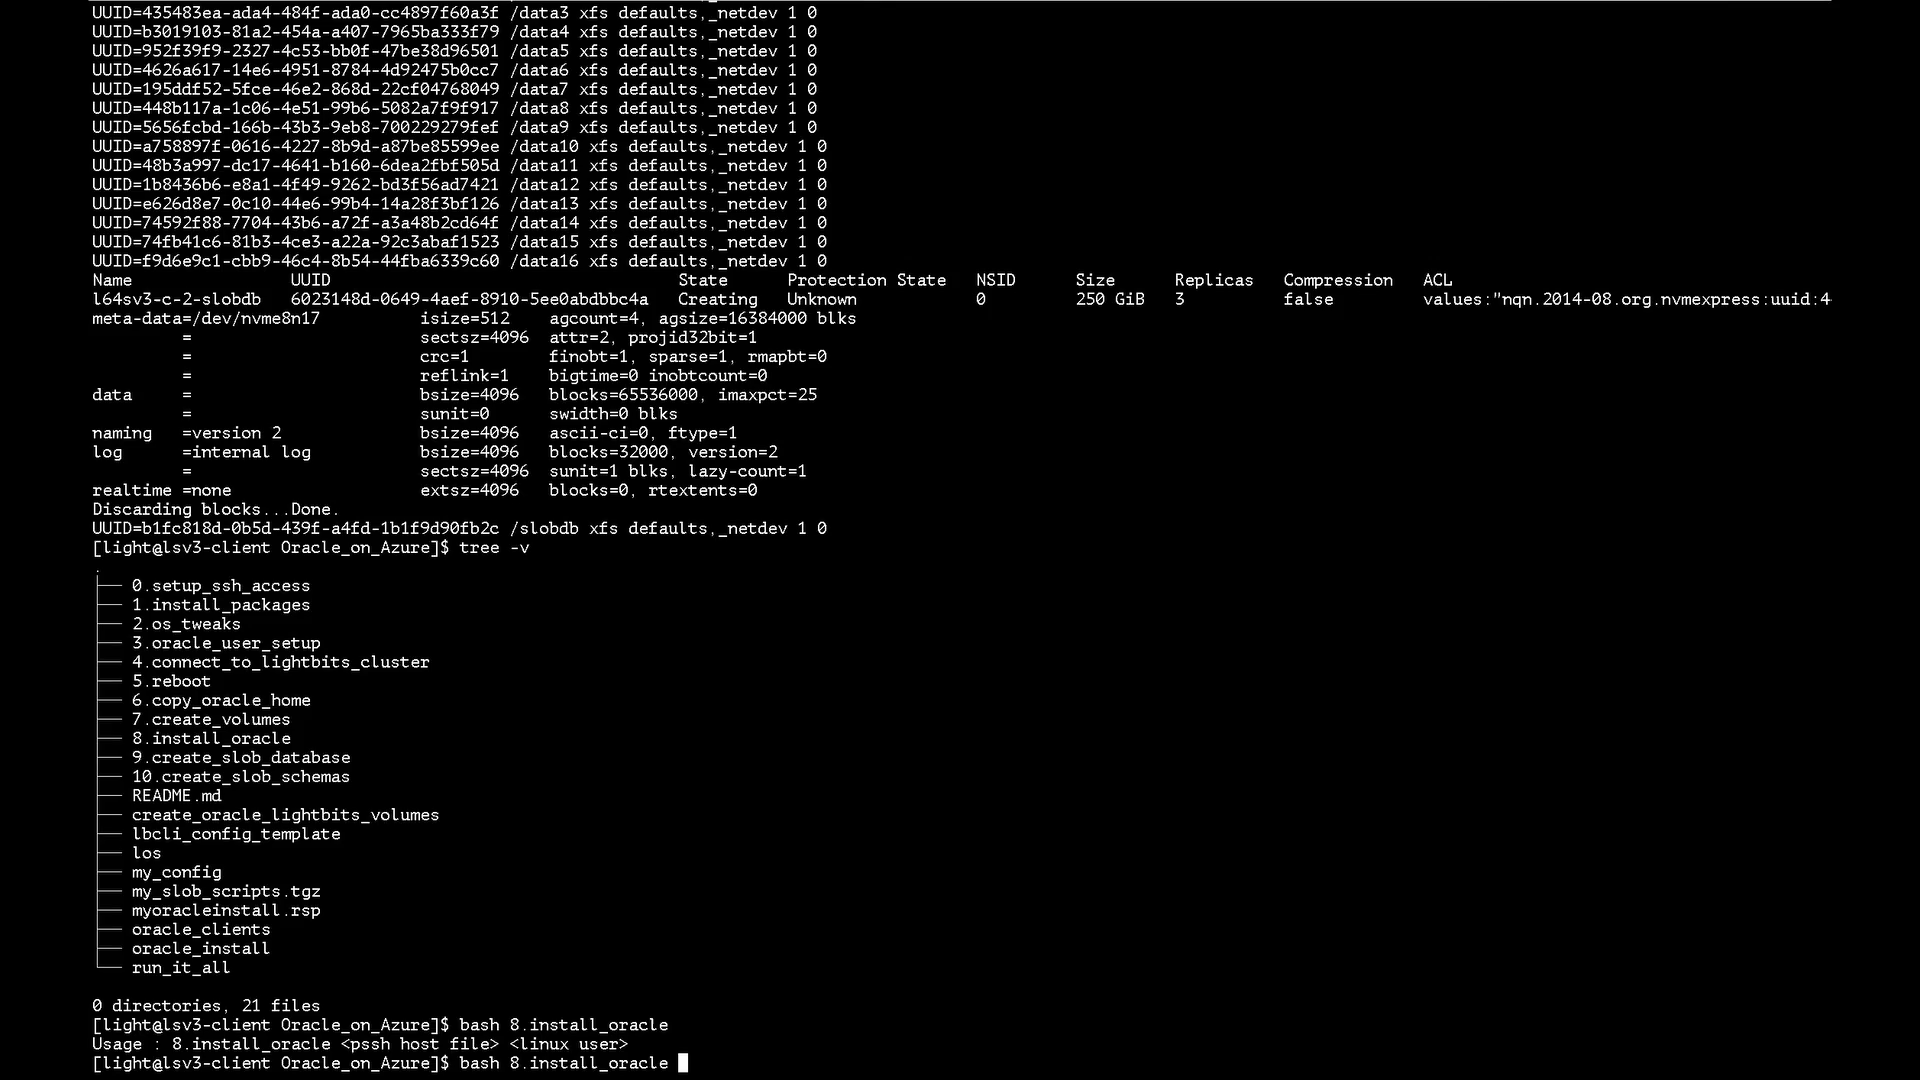 UUID=435483ea-ada4-484f-ada0-cc4897f60a3f /data3 xfs defaults,_netdev 1 0
UUID=b3019103-81a2-454a-a407-7965ba333f79 /data4 xfs defaults,_netdev 1 0
UUID=952f39f9-2327-4c53-bb0f-47be38d96501 /data5 xfs defaults,_netdev 1 0
UUID=4626a617-14e6-4951-8784-4d92475b0cc7 /data6 xfs defaults,_netdev 1 0
UUID=195ddf52-5fce-46e2-868d-22cf04768049 /data7 xfs defaults,_netdev 1 0
UUID=448b117a-1c06-4e51-99b6-5082a7f9f917 /data8 xfs defaults,_netdev 1 0
UUID=5656fcbd-166b-43b3-9eb8-700229279fef /data9 xfs defaults,_netdev 1 0
UUID=a758897f-0616-4227-8b9d-a87be85599ee /data10 xfs defaults,_netdev 1 0
UUID=48b3a997-dc17-4641-b160-6dea2fbf505d /data11 xfs defaults,_netdev 1 0
UUID=1b8436b6-e8a1-4f49-9262-bd3f56ad7421 /data12 xfs defaults,_netdev 1 0
UUID=e626d8e7-0c10-44e6-99b4-14a28f3bf126 /data13 xfs defaults,_netdev 1 0
UUID=74592f88-7704-43b6-a72f-a3a48b2cd64f /data14 xfs defaults,_netdev 1 0
UUID=74fb41c6-81b3-4ce3-a22a-92c3abaf1523 /data15 xfs defaults,_netdev 1 0
UUID=f9d6e9c1-cbb9-46c4-8b54-44fba6339c60 /data16 xfs defaults,_netdev 1 0
Name                UUID                                   State      Protection State   NSID      Size      Replicas   Compression   ACL
l64sv3-c-2-slobdb   6023148d-0649-4aef-8910-5ee0abdbbc4a   Creating   Unknown            0         250 GiB   3          false         values:"nqn.2014-08.org.nvmexpress:uuid:4
meta-data=/dev/nvme8n17          isize=512    agcount=4, agsize=16384000 blks
         =                       sectsz=4096  attr=2, projid32bit=1
         =                       crc=1        finobt=1, sparse=1, rmapbt=0
         =                       reflink=1    bigtime=0 inobtcount=0
data     =                       bsize=4096   blocks=65536000, imaxpct=25
         =                       sunit=0      swidth=0 blks
naming   =version 2              bsize=4096   ascii-ci=0, ftype=1
log      =internal log           bsize=4096   blocks=32000, version=2
         =                       sectsz=4096  sunit=1 blks, lazy-count=1
realtime =none                   extsz=4096   blocks=0, rtextents=0
Discarding blocks...Done.
UUID=b1fc818d-0b5d-439f-a4fd-1b1f9d90fb2c /slobdb xfs defaults,_netdev 1 0
[light@lsv3-client Oracle_on_Azure]$ tree -v
.
├── 0.setup_ssh_access
├── 1.install_packages
├── 2.os_tweaks
├── 3.oracle_user_setup
├── 4.connect_to_lightbits_cluster
├── 5.reboot
├── 6.copy_oracle_home
├── 7.create_volumes
├── 8.install_oracle
├── 9.create_slob_database
├── 10.create_slob_schemas
├── README.md
├── create_oracle_lightbits_volumes
├── lbcli_config_template
├── los
├── my_config
├── my_slob_scripts.tgz
├── myoracleinstall.rsp
├── oracle_clients
├── oracle_install
└── run_it_all
0 directories, 21 files
[light@lsv3-client Oracle_on_Azure]$ bash 8.install_oracle
Usage : 8.install_oracle <pssh host file> <linux user>
[light@lsv3-client Oracle_on_Azure]$ bash 8.install_oracle